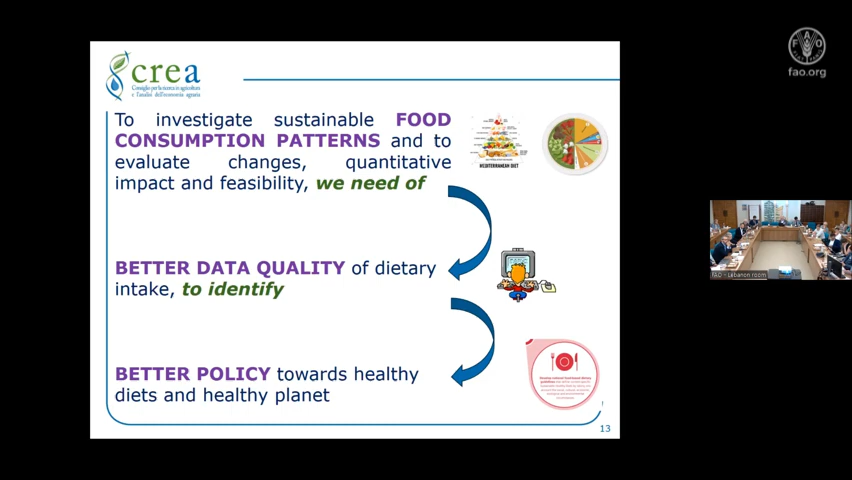 crea
Consiglio per la ricerca in agricoltura
e l'analisi dell'economia agraria
To investigate sustainable FOOD
CONSUMPTION PATTERNS and to
evaluate changes, quantitative
impact and feasibility, we need of
MEDITERRANEAN DIET
BETTER DATA QUALITY of dietary
intake, to identify
BETTER POLICY towards healthy
diets and healthy planet
13
FAO
fao.org
FAO - Lebanon room